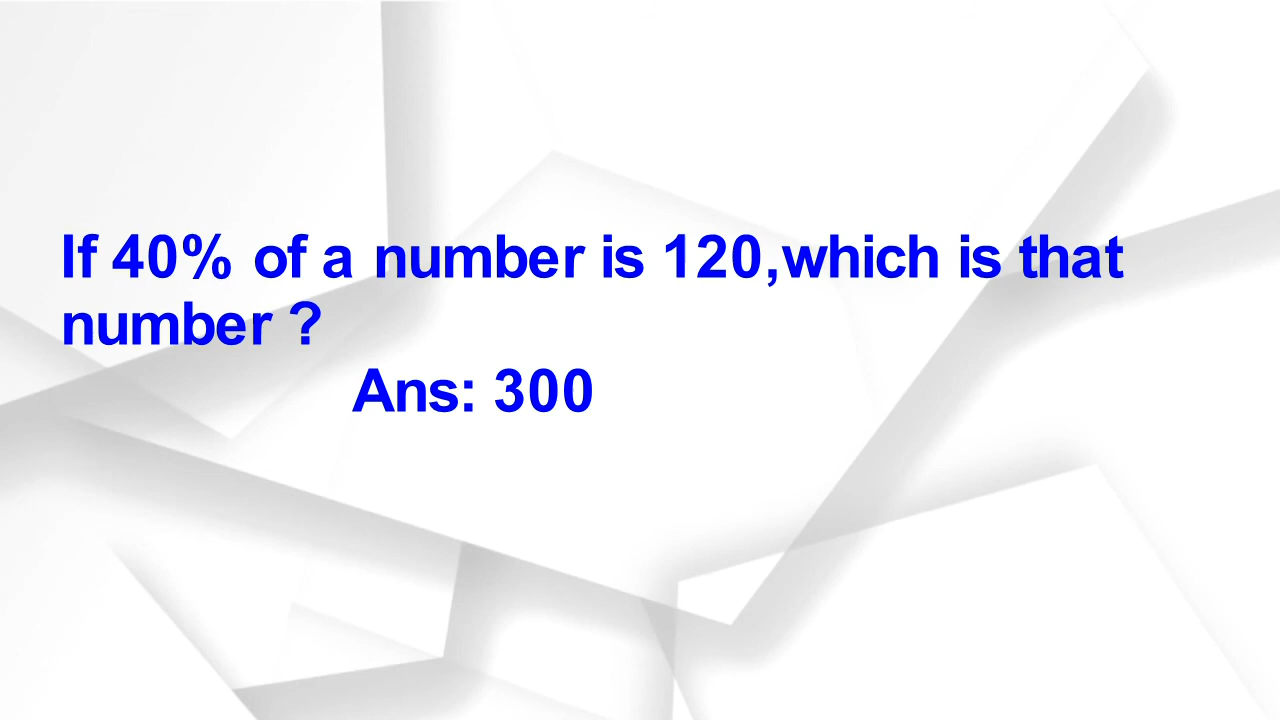 If 40% of a number is 120,which is that
number ?
Ans: 300